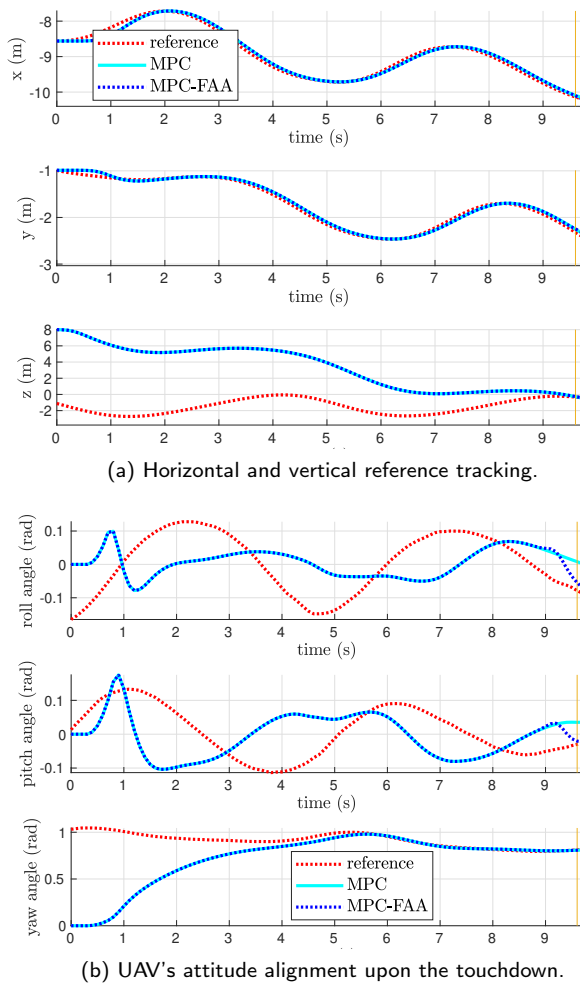 -8
-9
-10
x (m)
reference
MPC
MPC-FAA
0 1 2 3 4 5 6 7 8 9
time (s)
-1
-2
-3
y (m)
0 1 2 3 4 5 6 7 8 9
time (s)
8
6
4
2
0
-2
z (m)
0 1 2 3 4 5 6 7 8 9
(a) Horizontal and vertical reference tracking.
0.1
0
-0.1
roll angle (rad)
0 1 2 3 4 5 6 7 8 9
time (s)
0.1
0
-0.1
pitch angle (rad)
0 1 2 3 4 5 6 7 8 9
time (s)
1
0.5
0
yaw angle (rad)
reference
MPC
MPC-FAA
0 1 2 3 4 5 6 7 8 9
(b) UAV's attitude alignment upon the touchdown.